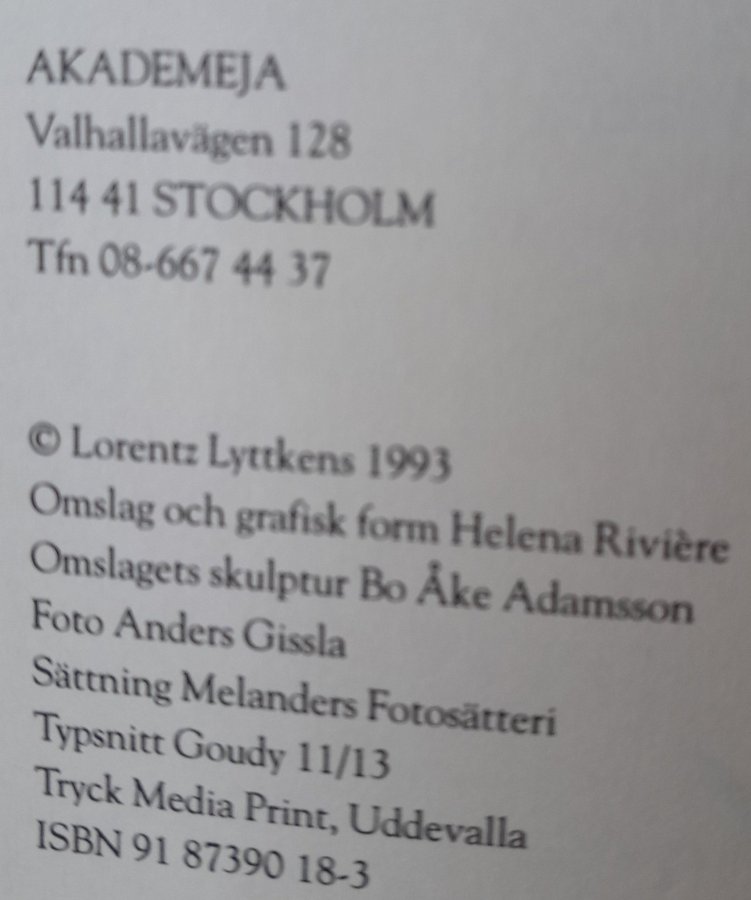 AKADEMEJA
Valhallavägen 128
114 41 STOCKHOLM
Tfn 08-667 44 37
© Lorentz Lyttkens 1993
Omslag och grafisk form Helena Rivière
Omslagets skulptur Bo Åke Adamsson
Foto Anders Gissla
Sättning Melanders Fotosätteri
Typsnitt Goudy 11/13
Tryck Media Print, Uddevalla
ISBN 91 87390 18-3